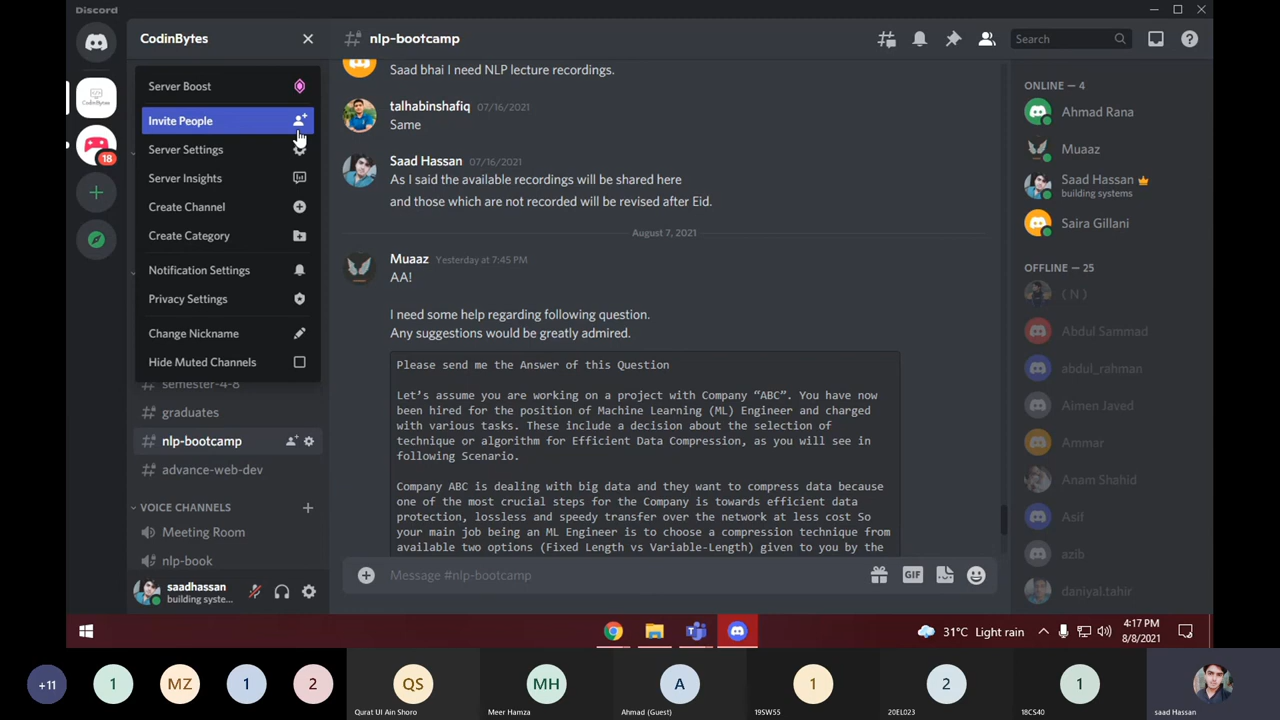 Discord
CodinBytes
Server Boost
Invite People
Server Settings
Server Insights
Create Channel
Create Category
Notification Settings
Privacy Settings
Change Nickname
Hide Muted Channels
semester-4-8
graduates
nlp-bootcamp
advance-web-dev
VOICE CHANNELS
Meeting Room
nlp-book
saadhassan
building syste...
18
CodinBytes
nlp-bootcamp
Search
Saad bhai I need NLP lecture recordings.
talhabinshafiq 07/16/2021
Same
Saad Hassan 07/16/2021
As I said the available recordings will be shared here
and those which are not recorded will be revised after Eid.
August 7, 2021
Muaaz Yesterday at 7:45 PM
AA!
I need some help regarding following question.
Any suggestions would be greatly admired.
Please send me the Answer of this Question
Let's assume you are working on a project with Company “ABC”. You have now
been hired for the position of Machine Learning (ML) Engineer and charged
with various tasks. These include a decision about the selection of
technique or algorithm for Efficient Data Compression, as you will see in
following Scenario.
Company ABC is dealing with big data and they want to compress data because
one of the most crucial steps for the Company is towards efficient data
protection, lossless and speedy transfer over the network at less cost So
your main job being an ML Engineer is to choose a compression technique from
available two options (Fixed Length vs Variable-Length) given to you by the
Message #nlp-bootcamp
GIF
ONLINE — 4
Ahmad Rana
Muaaz
Saad Hassan
building systems
Saira Gillani
OFFLINE — 25
( N )
Abdul Sammad
abdul_rahman
Aimen Javed
Ammar
Anam Shahid
Asif
azib
daniyal.tahir
31°C Light rain
4:17 PM
8/8/2021
+11
1
MZ
1
2
QS
Qurat Ul Ain Shoro
MH
Meer Hamza
A
Ahmad (Guest)
1
19SW55
2
20EL023
1
18CS40
saad Hassan